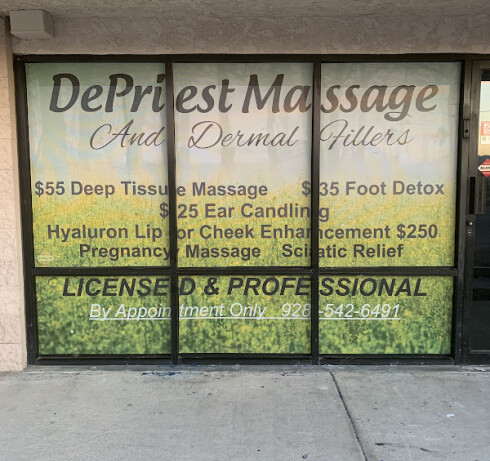 DePriest Massage
And Dermal Fillers
$55 Deep Tissue Massage $35 Foot Detox
$25 Ear Candling
Hyaluron Lip or Cheek Enhancement $250
Pregnancy Massage Sciatic Relief
LICENSED & PROFESSIONAL
By Appointment Only 928-542-6491